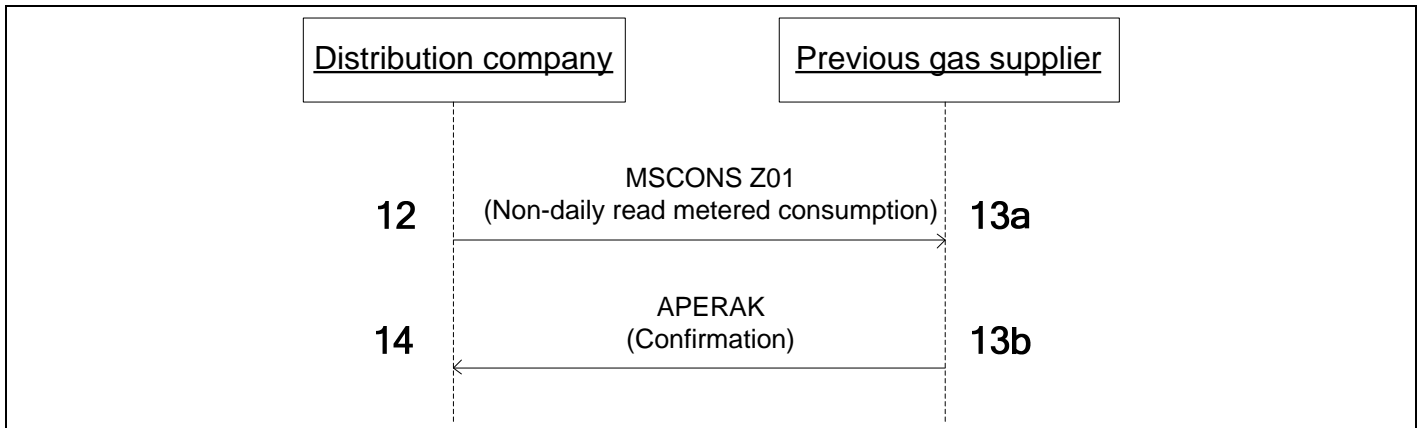 Distribution company
Previous gas supplier
MSCONS Z01
12
(Non-daily read metered consumption)
13a
APERAK
14
(Confirmation)
13b